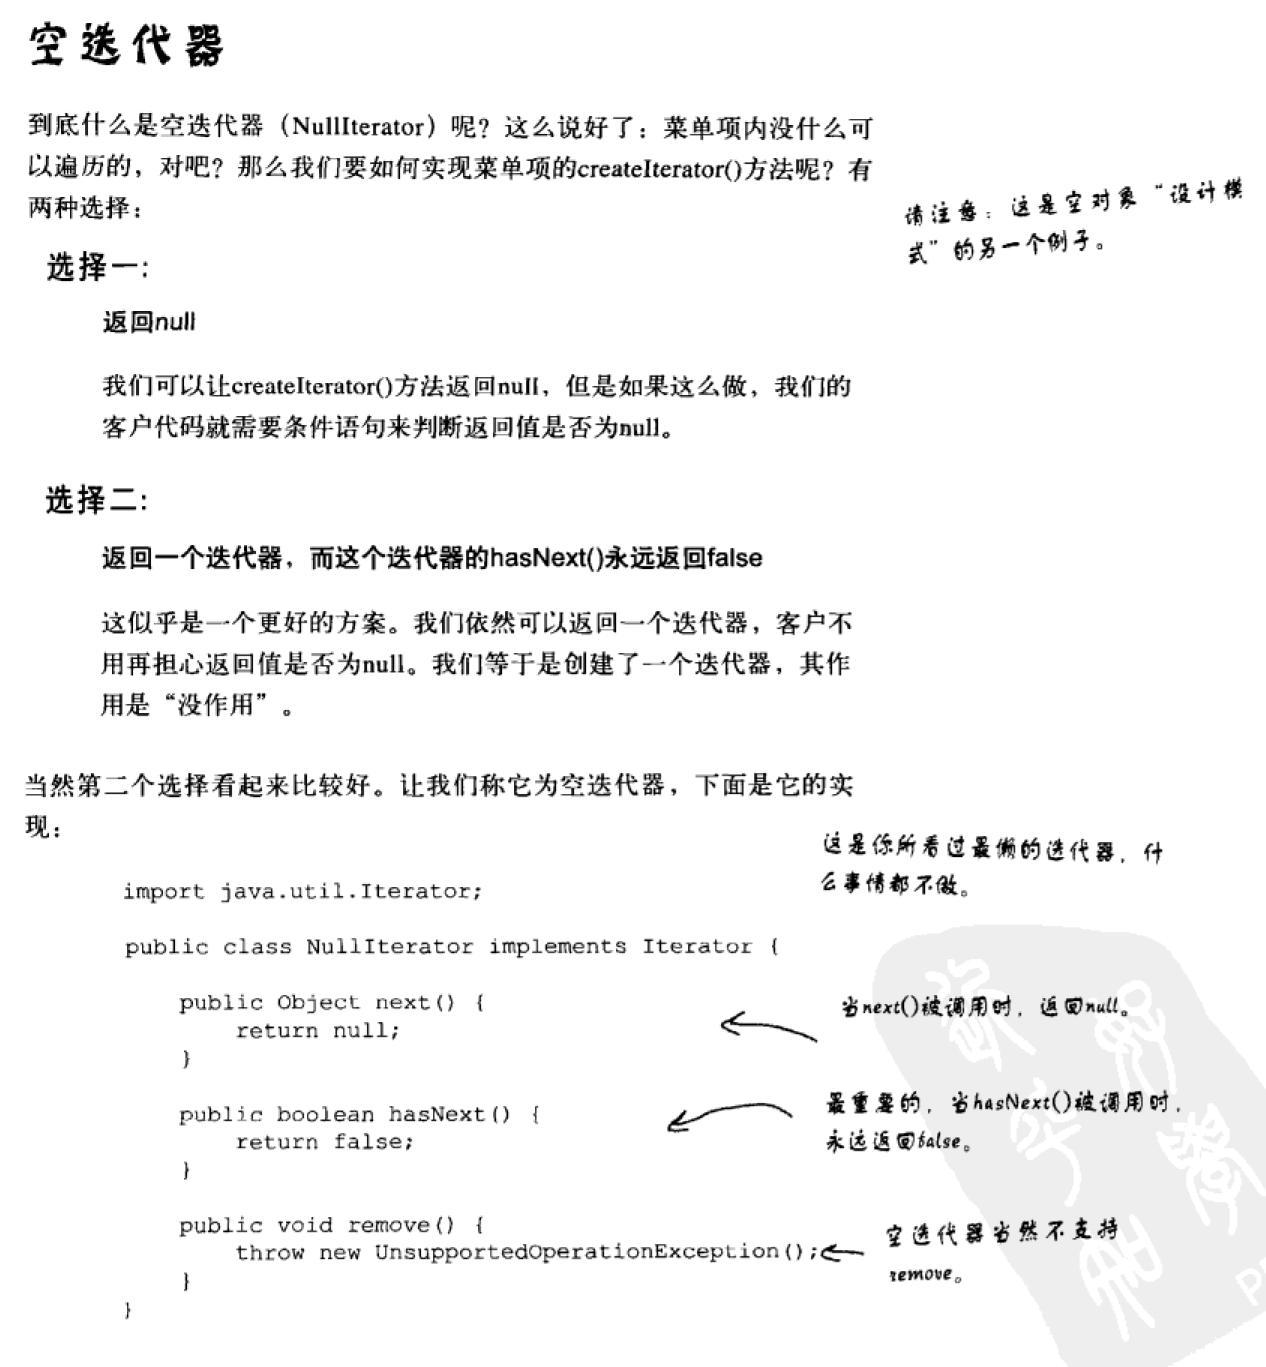 空迭代器
到底什么是空迭代器（NullIterator）呢？这么说好了：菜单项内没什么可
以遍历的，对吧？那么我们要如何实现菜单项的createIterator()方法呢？有
两种选择：
请注意：这是空对象“设计模
式”的另一个例子。
选择一：
返回null
我们可以让createIterator()方法返回null，但是如果这么做，我们的
客户代码就需要条件语句来判断返回值是否为null。
选择二：
返回一个迭代器，而这个迭代器的hasNext()永远返回false
这似乎是一个更好的方案。我们依然可以返回一个迭代器，客户不
用再担心返回值是否为null。我们等于是创建了一个迭代器，其作
用是“没作用”。
当然第二个选择看起来比较好。让我们称它为空迭代器，下面是它的实
现：
这是你所看过最懒的迭代器，什
么事情都不做。
import java.util.Iterator;
public class NullIterator implements Iterator {
public Object next() {
return null;
}
当next()被调用时，返回null。
public boolean hasNext() {
return false;
}
最重要的，当hasNext()被调用时，
永远返回false。
public void remove() {
throw new UnsupportedOperationException();
}
}
空迭代器当然不支持
remove。